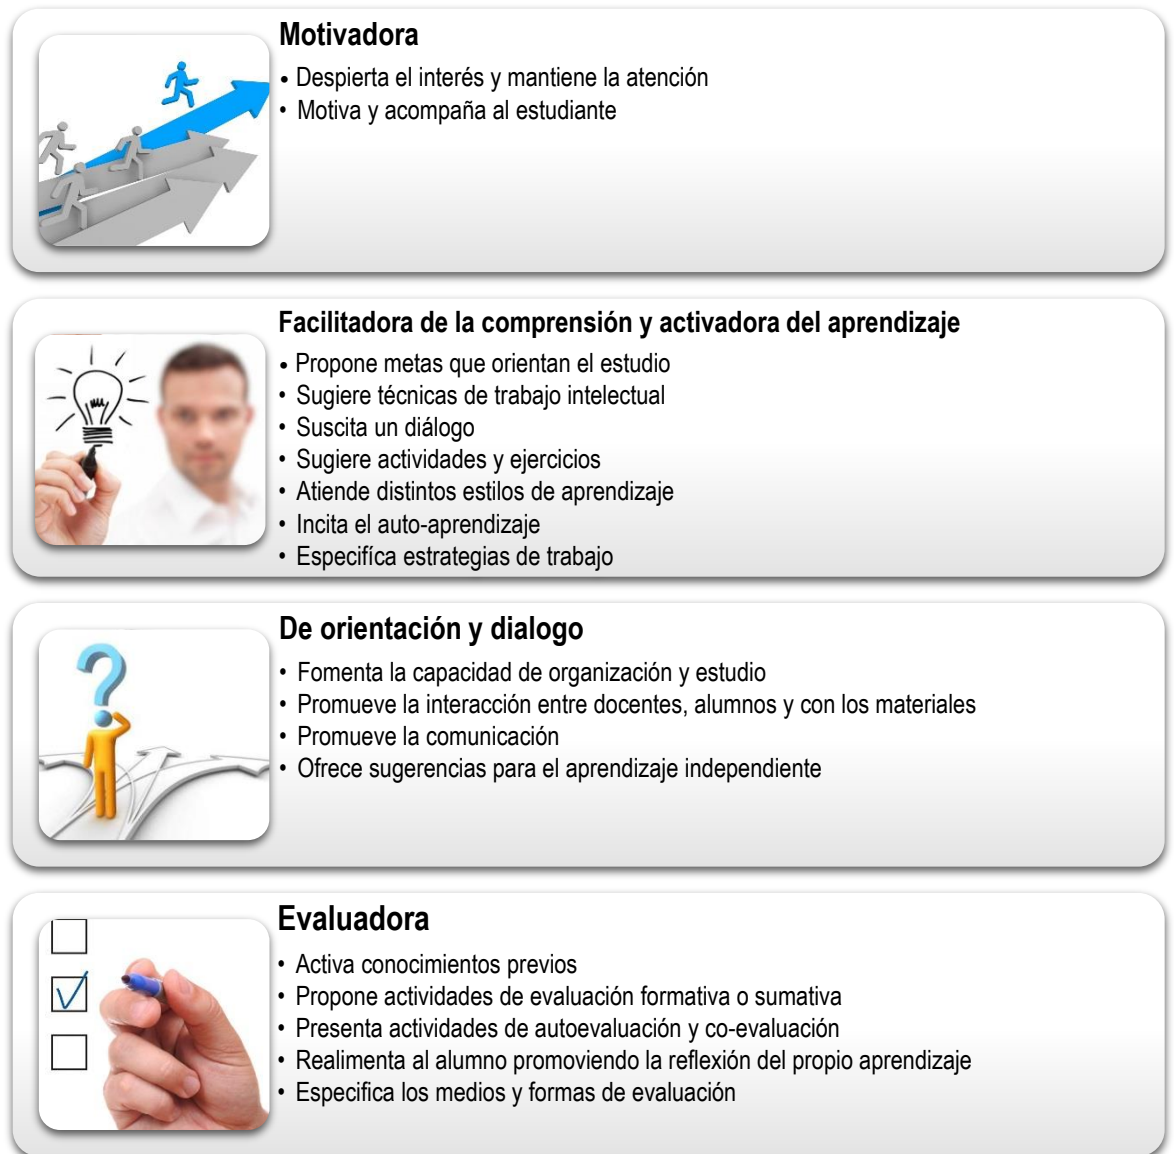 Motivadora
• Despierta el interés y mantiene la atención
• Motiva y acompaña al estudiante
Facilitadora de la comprensión y activadora del aprendizaje
• Propone metas que orientan el estudio
• Sugiere técnicas de trabajo intelectual
• Suscita un diálogo
• Sugiere actividades y ejercicios
• Atiende distintos estilos de aprendizaje
• Incita el auto-aprendizaje
• Especifíca estrategias de trabajo
De orientación y dialogo
• Fomenta la capacidad de organización y estudio
• Promueve la interacción entre docentes, alumnos y con los materiales
• Promueve la comunicación
• Ofrece sugerencias para el aprendizaje independiente
Evaluadora
• Activa conocimientos previos
• Propone actividades de evaluación formativa o sumativa
• Presenta actividades de autoevaluación y co-evaluación
• Realimenta al alumno promoviendo la reflexión del propio aprendizaje
• Especifica los medios y formas de evaluación